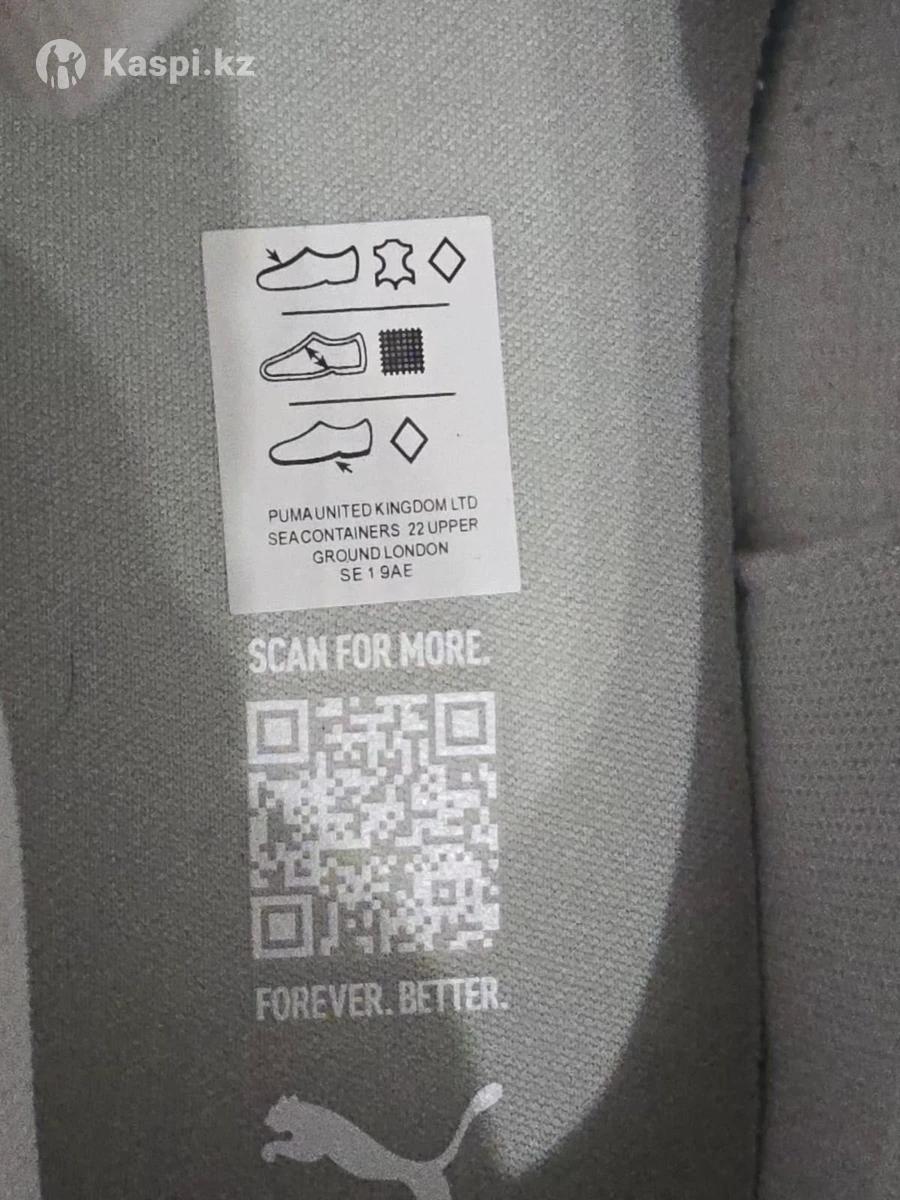 Kaspi.kz
PUMA UNITED KINGDOM LTD
SEA CONTAINERS 22 UPPER
GROUND LONDON
SE 1 9AE
SCAN FOR MORE.
FOREVER. BETTER.